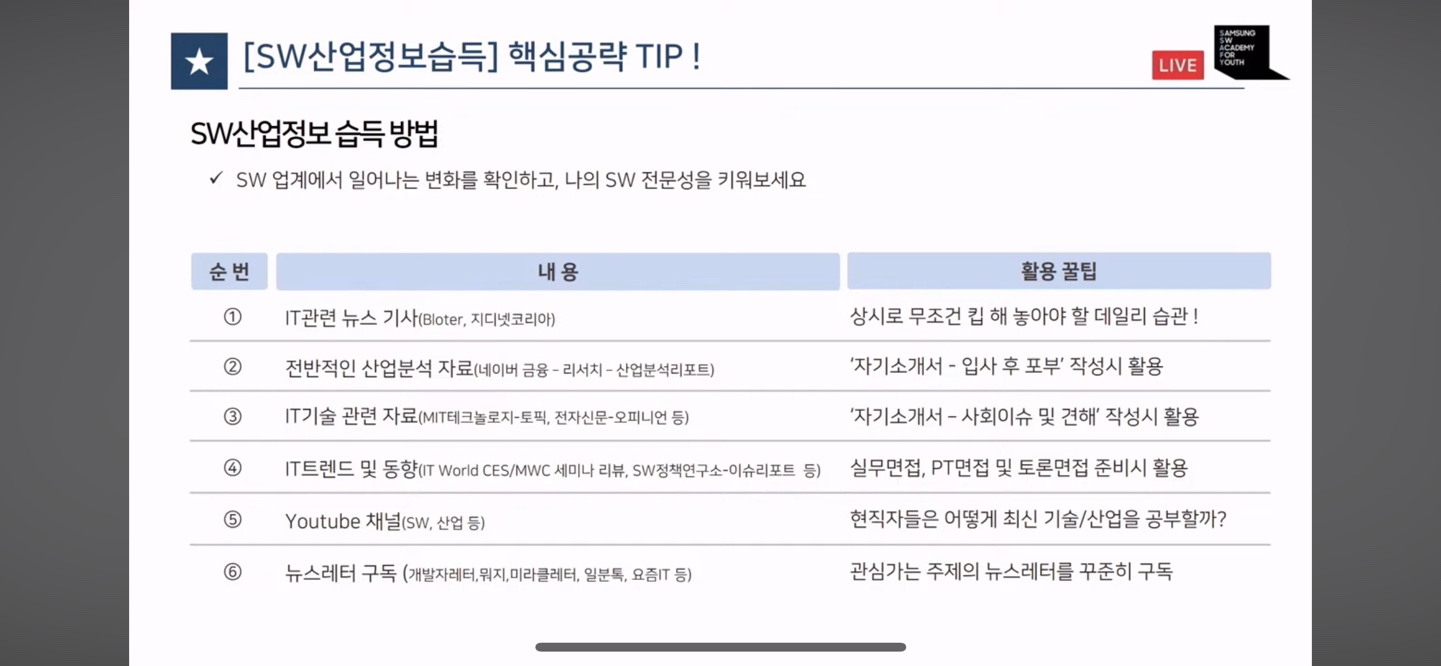 [SW산업정보습득] 핵심공략 TIP !
LIVE
SAMSUNG
SW
ACADEMY
FOR
YOUTH
SW산업정보 습득 방법
✓ SW 업계에서 일어나는 변화를 확인하고, 나의 SW 전문성을 키워보세요
순 번 내 용 활용 꿀팁
① IT관련 뉴스 기사(Bloter, 지디넷코리아) 상시로 무조건 킵 해 놓아야 할 데일리 습관 !
② 전반적인 산업분석 자료(네이버 금융 – 리서치 – 산업분석리포트) ‘자기소개서 - 입사 후 포부’ 작성시 활용
③ IT기술 관련 자료(MIT테크놀로지-토픽, 전자신문-오피니언 등) ‘자기소개서 – 사회이슈 및 견해’ 작성시 활용
④ IT트렌드 및 동향(IT World CES/MWC 세미나 리뷰, SW정책연구소-이슈리포트 등) 실무면접, PT면접 및 토론면접 준비시 활용
⑤ Youtube 채널(SW, 산업 등) 현직자들은 어떻게 최신 기술/산업을 공부할까?
⑥ 뉴스레터 구독 (개발자레터,뭐지,미라클레터, 일분톡, 요즘IT 등) 관심가는 주제의 뉴스레터를 꾸준히 구독